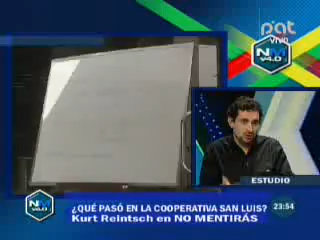 pat
VIVO
NM
V4.0
ESTUDIO
¿QUÉ PASÓ EN LA COOPERATIVA SAN LUIS?
Kurt Reintsch en NO MENTIRÁS
23:54
NM
V4.0